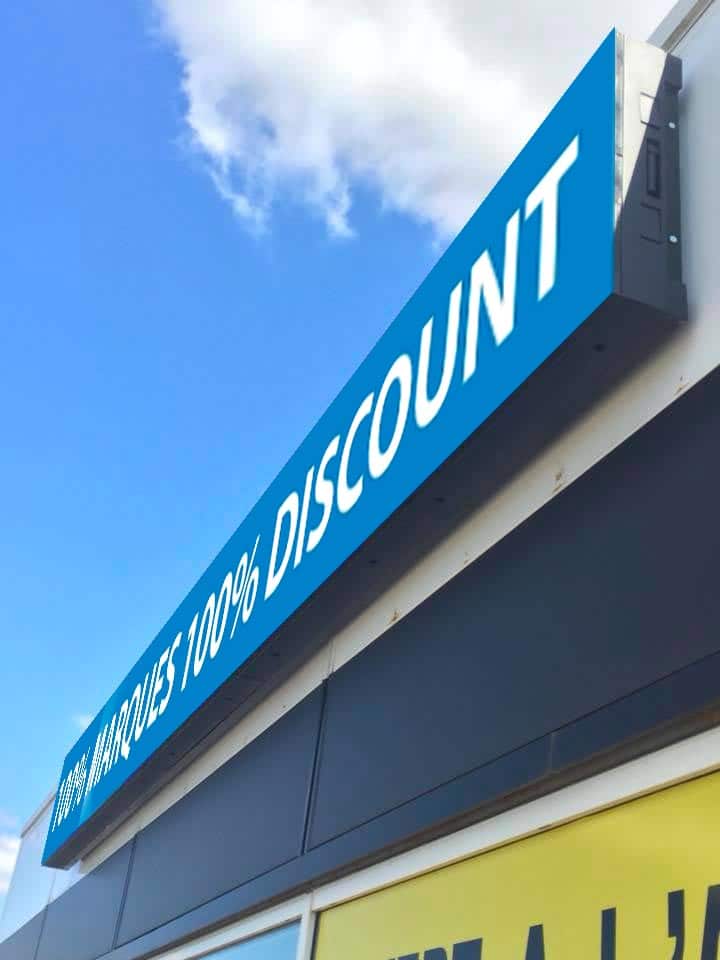 100% MARQUES 100% DISCOUNT
A L'A